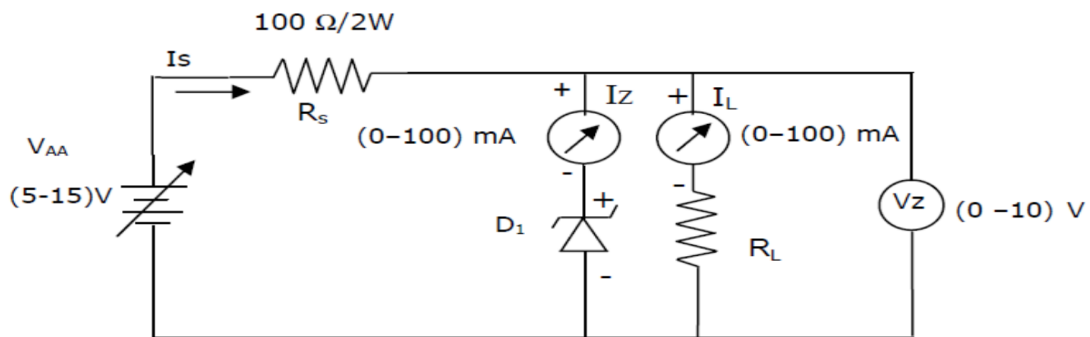 100 Ω/2W
Is
Rs
VAA
(5-15)V
+
Iz
(0–100) mA
-
+
D1
-
+
IL
(0–100) mA
-
RL
Vz
(0 –10) V